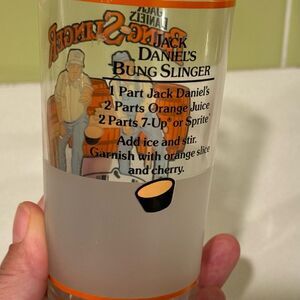 JACK
DANIEL'S
BUNG SLINGER
1 Part Jack Daniel's
2 Parts Orange Juice
2 Parts 7-Up® or Sprite®
Add ice and stir.
Garnish with orange slice
and cherry.